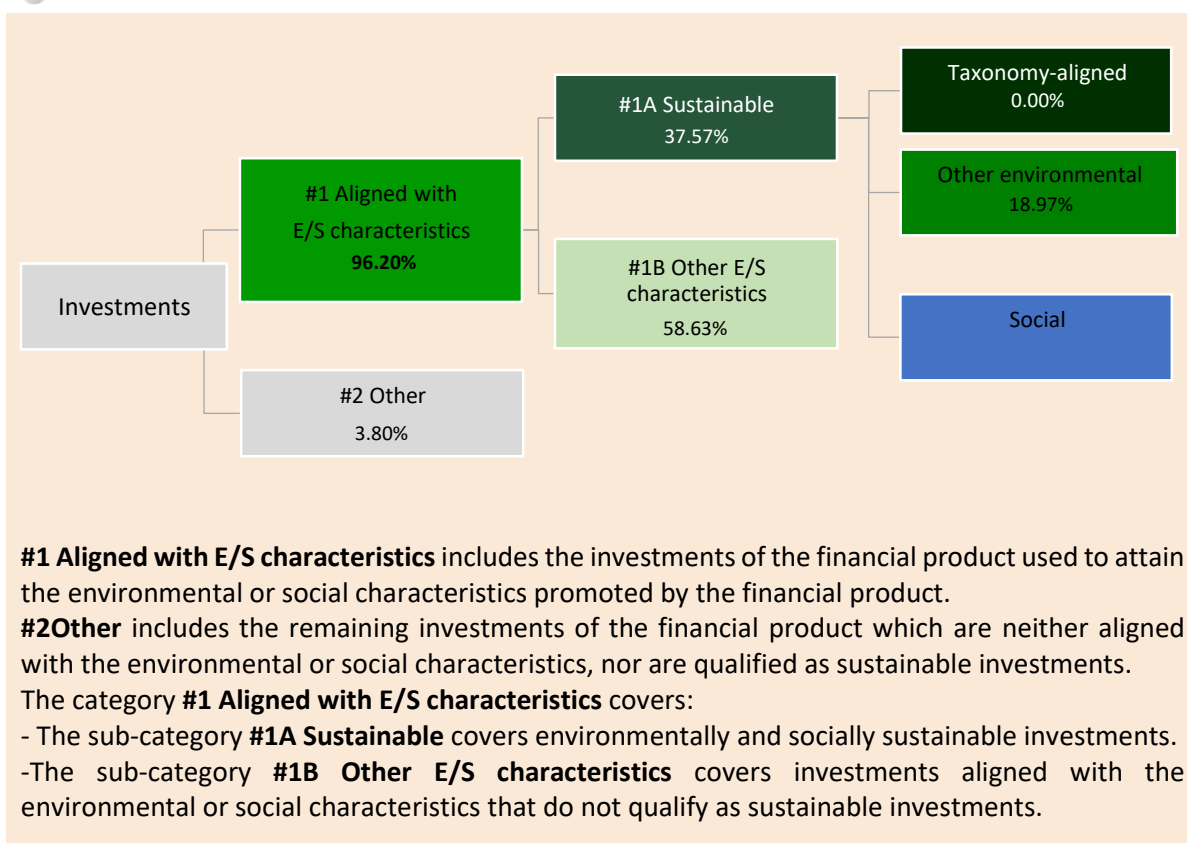 Investments
#1 Aligned with
E/S characteristics
96.20%
#2 Other
3.80%
#1A Sustainable
37.57%
#1B Other E/S
characteristics
58.63%
Taxonomy-aligned
0.00%
Other environmental
18.97%
Social
#1 Aligned with E/S characteristics includes the investments of the financial product used to attain
the environmental or social characteristics promoted by the financial product.
#2Other includes the remaining investments of the financial product which are neither aligned
with the environmental or social characteristics, nor are qualified as sustainable investments.
The category #1 Aligned with E/S characteristics covers:
- The sub-category #1A Sustainable covers environmentally and socially sustainable investments.
-The sub-category #1B Other E/S characteristics covers investments aligned with the
environmental or social characteristics that do not qualify as sustainable investments.